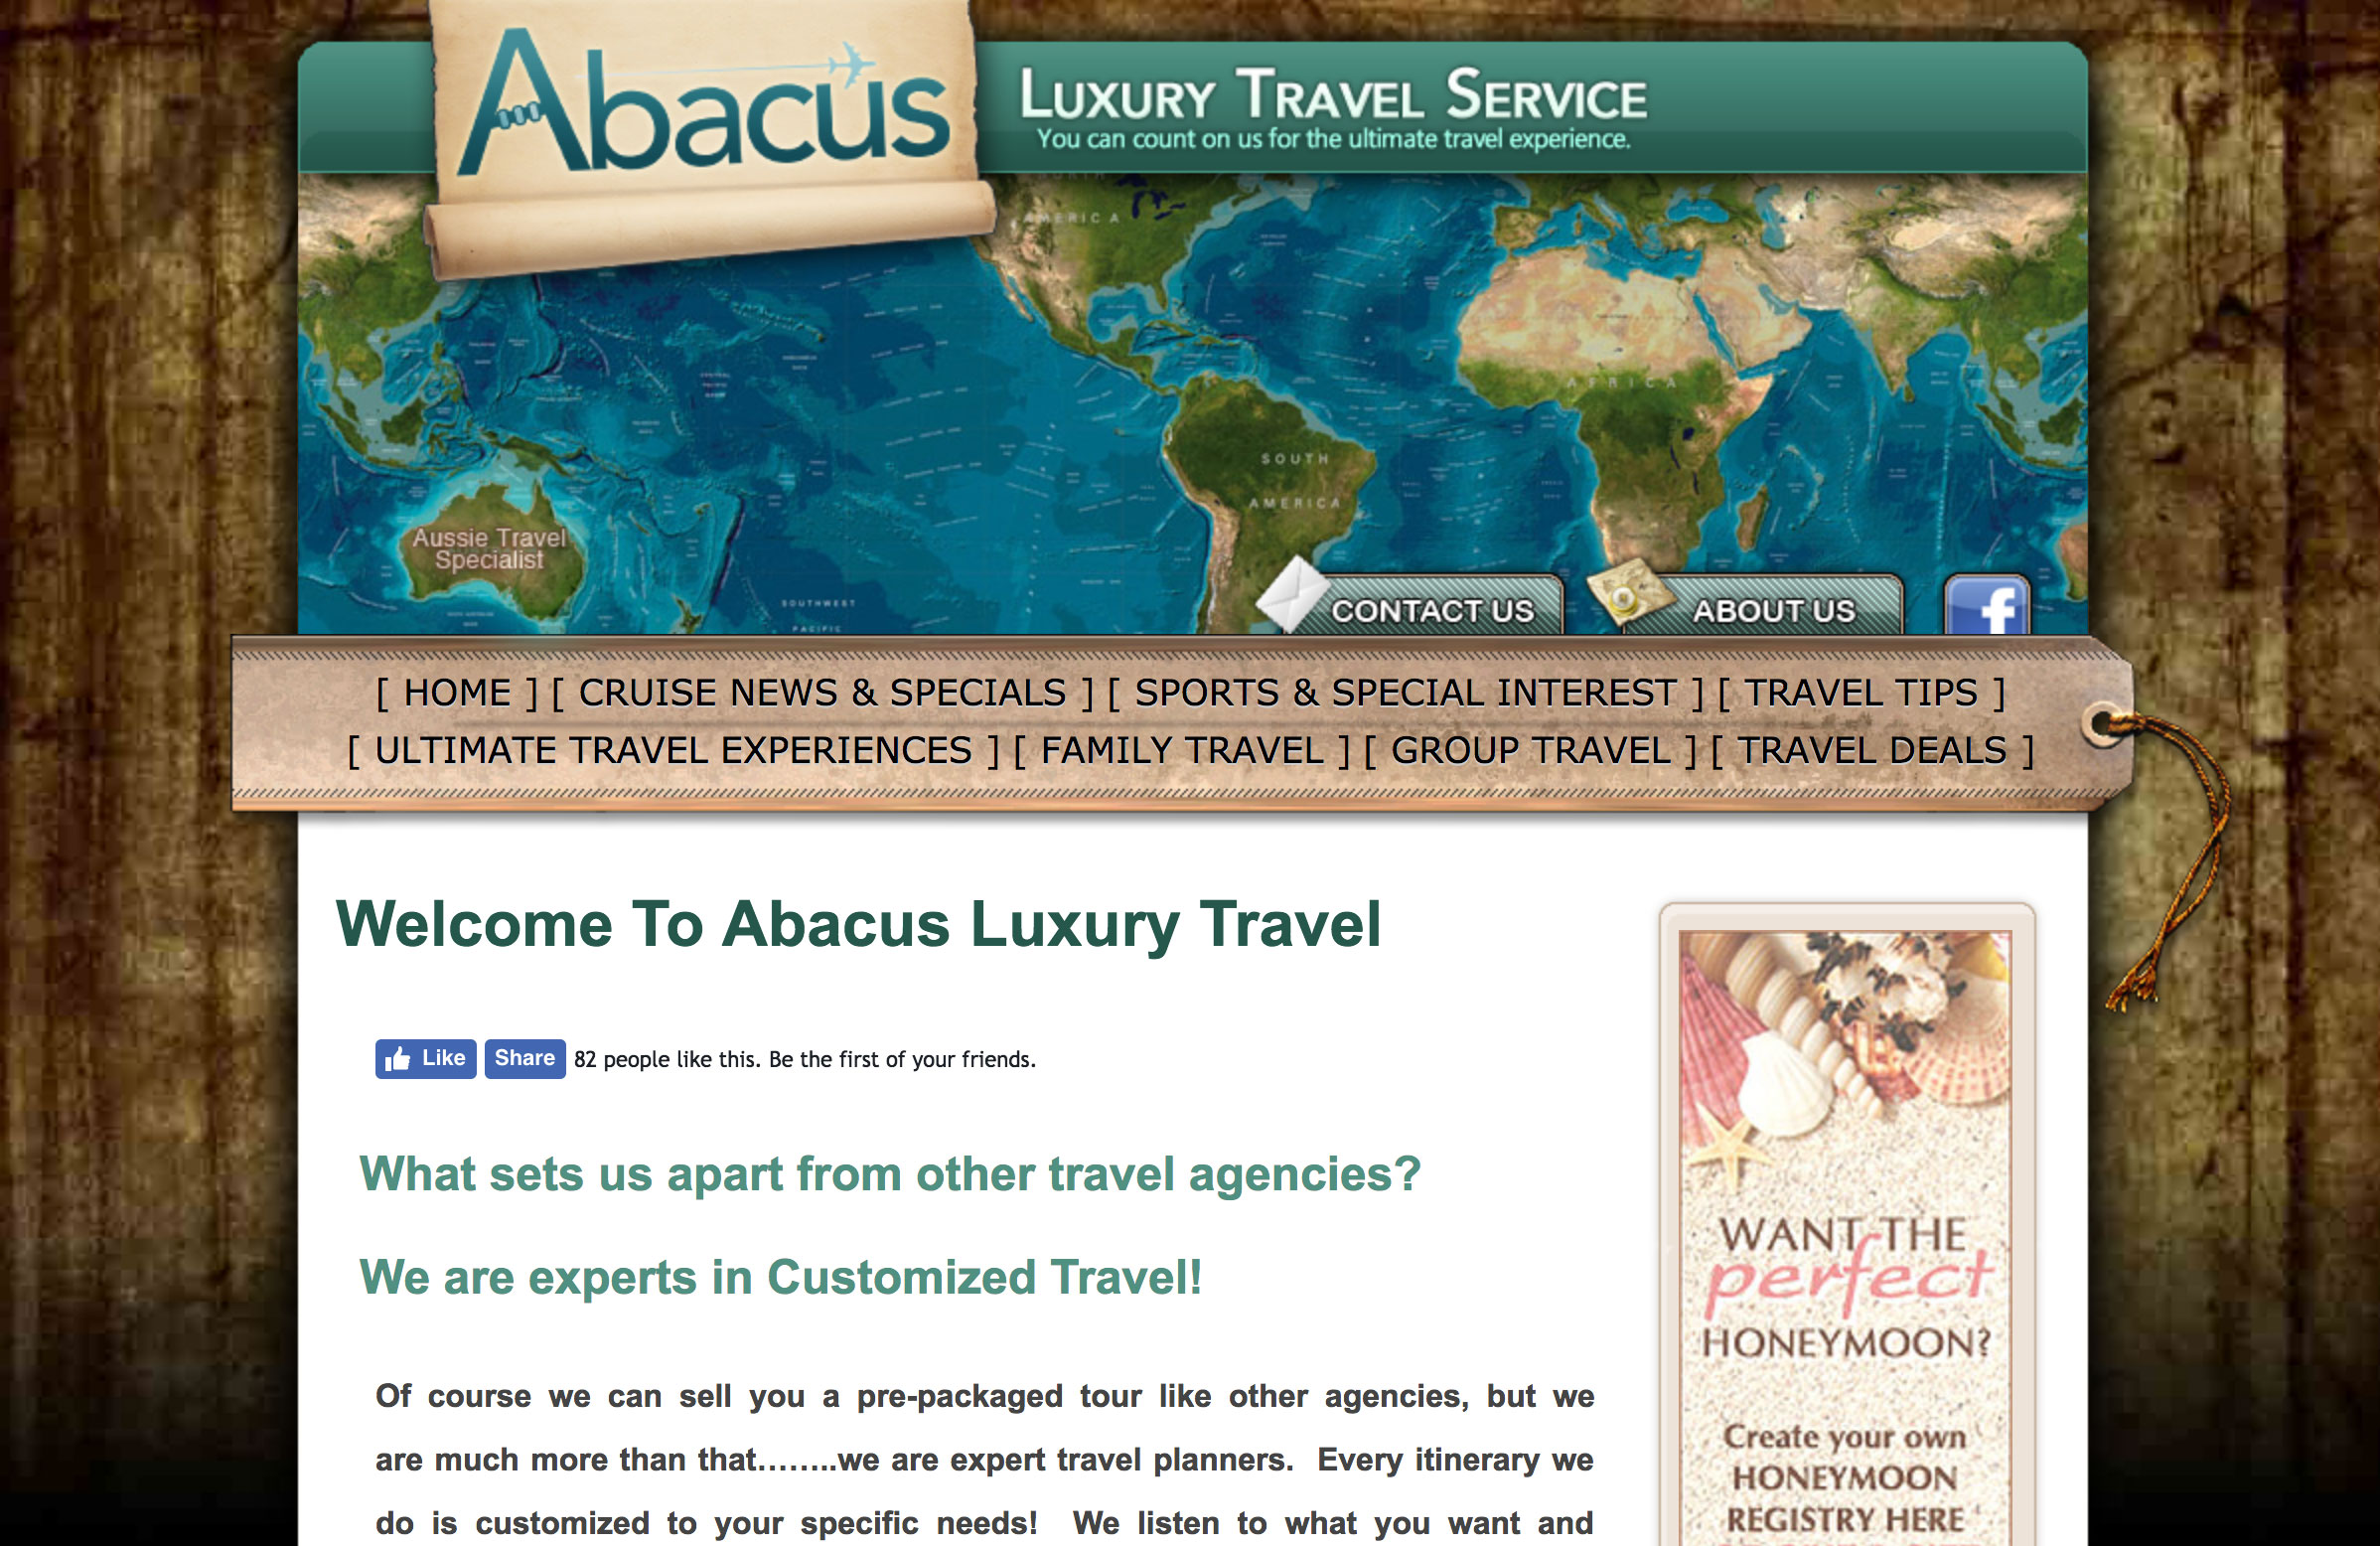 Abacus
LUXURY TRAVEL SERVICE
You can count on us for the ultimate travel experience.
NORTH
AMERICA
AFRICA
SOUTH
AMERICA
Aussie Travel
Specialist
SOUTHWEST
PACIFIC
CONTACT US
ABOUT US
f
[ HOME ] [ CRUISE NEWS & SPECIALS ] [ SPORTS & SPECIAL INTEREST ] [ TRAVEL TIPS ]
[ ULTIMATE TRAVEL EXPERIENCES ] [ FAMILY TRAVEL ] [ GROUP TRAVEL ] [ TRAVEL DEALS ]
Welcome To Abacus Luxury Travel
Like Share 82 people like this. Be the first of your friends.
What sets us apart from other travel agencies?
We are experts in Customized Travel!
Of course we can sell you a pre-packaged tour like other agencies, but we
are much more than that……..we are expert travel planners. Every itinerary we
do is customized to your specific needs! We listen to what you want and
WANT THE
perfect
HONEYMOON?
Create your own
HONEYMOON
REGISTRY HERE